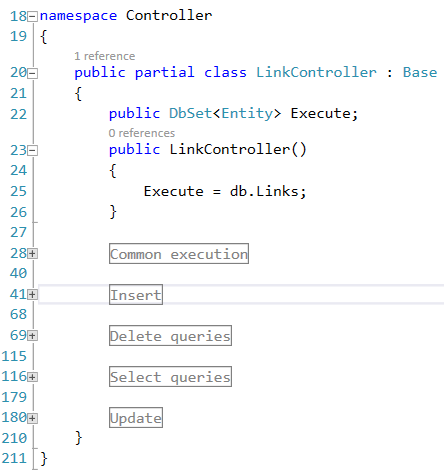 18 namespace Controller
19 {
1 reference
20 public partial class LinkController : Base
21 {
22 public DbSet<Entity> Execute;
0 references
23 public LinkController()
24 {
25 Execute = db.Links;
26 }
27
28 Common execution
40
41 Insert
68
69 Delete queries
115
116 Select queries
179
180 Update
210 }
211 }